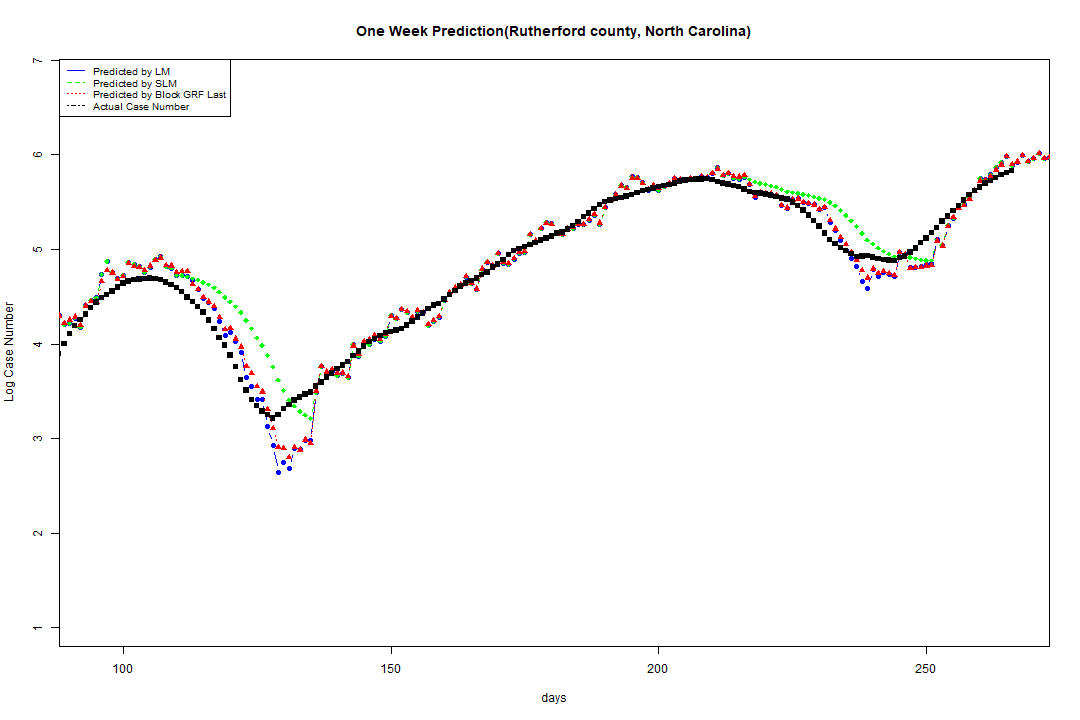 One Week Prediction(Rutherford county, North Carolina)
Predicted by LM
Predicted by SLM
Predicted by Block GRF Last
Actual Case Number
7
6
5
4
3
2
1
Log Case Number
100 150 200 250
days